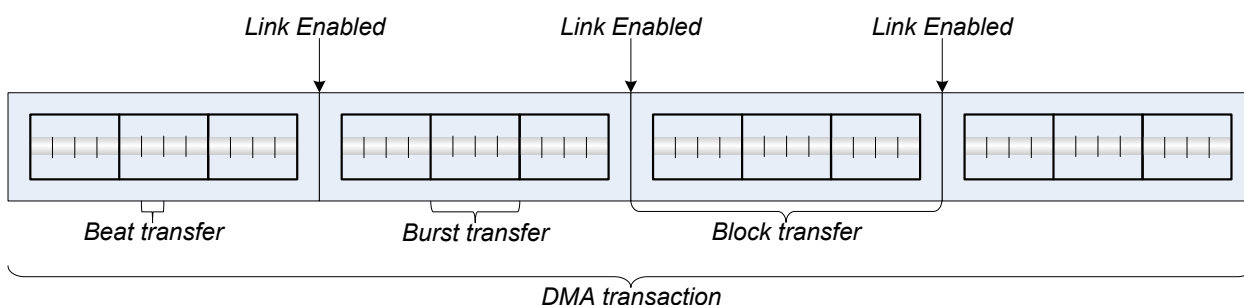 Link Enabled Link Enabled Link Enabled
Beat transfer Burst transfer Block transfer
DMA transaction